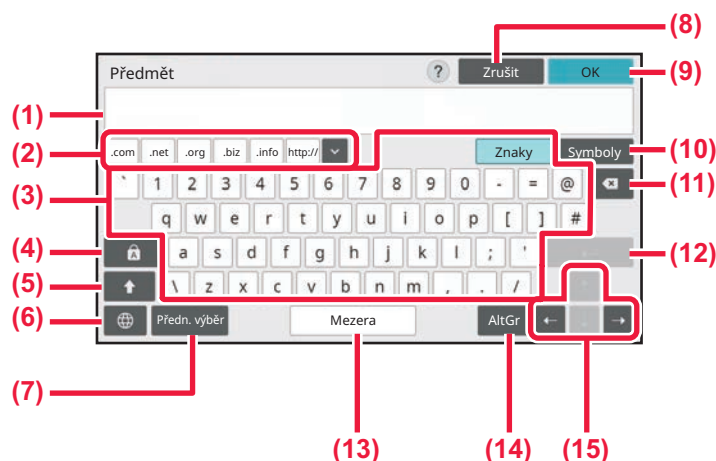 (8)
Předmět ? Zrušit OK (9)
(1)
(2) .com .net .org .biz .info http:// Znaky Symboly (10)
(3) ` 1 2 3 4 5 6 7 8 9 0 - = @ (11)
q w e r t y u i o p [ ] #
(4) A a s d f g h j k l ; ' (12)
(5) \ z x c v b n m , . /
(6) Předn. výběr Mezera AltGr ← →
(7)
(13) (14) (15)